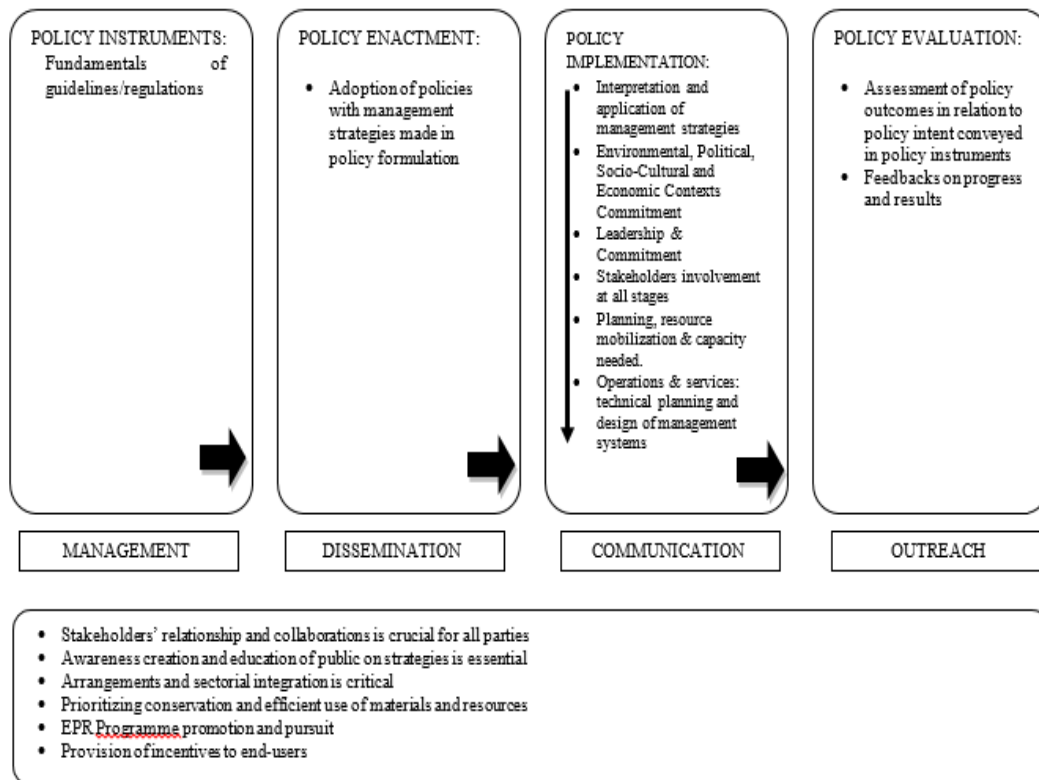 POLICY INSTRUMENTS:
Fundamentals of
guidelines/regulations
POLICY ENACTMENT:
• Adoption of policies
with management
strategies made in
policy formulation
POLICY
IMPLEMENTATION:
• Interpretation and
application of
management strategies
• Environmental, Political,
Socio-Cultural and
Economic Contexts
Commitment
• Leadership &
Commitment
• Stakeholders involvement
at all stages
• Planning, resource
mobilization & capacity
needed.
• Operations & services:
technical planning and
design of management
systems
POLICY EVALUATION:
• Assessment of policy
outcomes in relation to
policy intent conveyed
in policy instruments
• Feedbacks on progress
and results
MANAGEMENT
DISSEMINATION
COMMUNICATION
OUTREACH
• Stakeholders’ relationship and collaborations is crucial for all parties
• Awareness creation and education of public on strategies is essential
• Arrangements and sectorial integration is critical
• Prioritizing conservation and efficient use of materials and resources
• EPR Programme promotion and pursuit
• Provision of incentives to end-users